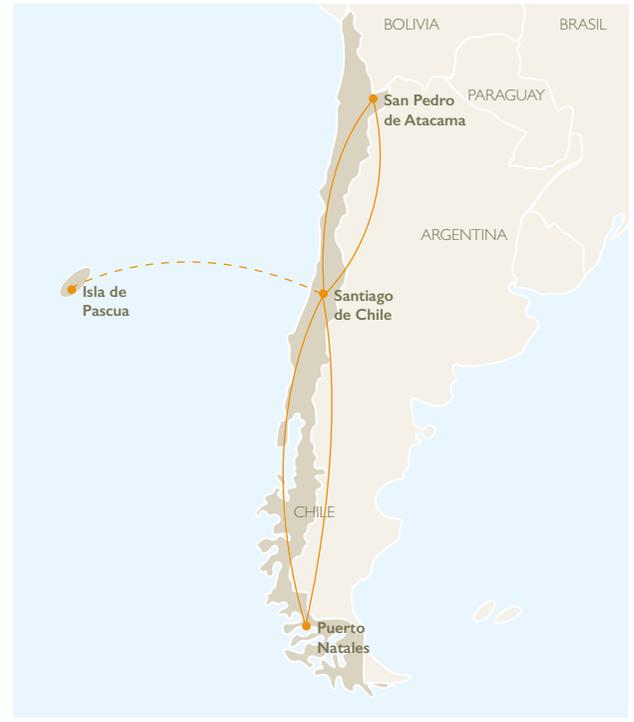 BOLIVIA
BRASIL
San Pedro
de Atacama
PARAGUAY
ARGENTINA
Isla de
Pascua
Santiago
de Chile
CHILE
Puerto
Natales